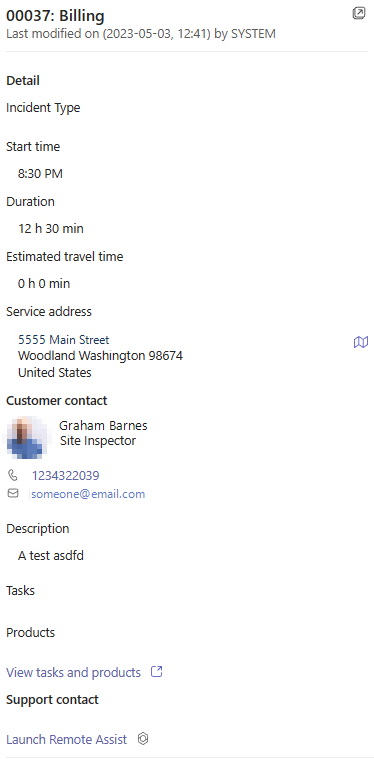 00037: Billing
Last modified on (2023-05-03, 12:41) by SYSTEM
Detail
Incident Type
Start time
8:30 PM
Duration
12 h 30 min
Estimated travel time
0 h 0 min
Service address
5555 Main Street
Woodland Washington 98674
United States
Customer contact
Graham Barnes
Site Inspector
1234322039
someone@email.com
Description
A test asdfd
Tasks
Products
View tasks and products
Support contact
Launch Remote Assist